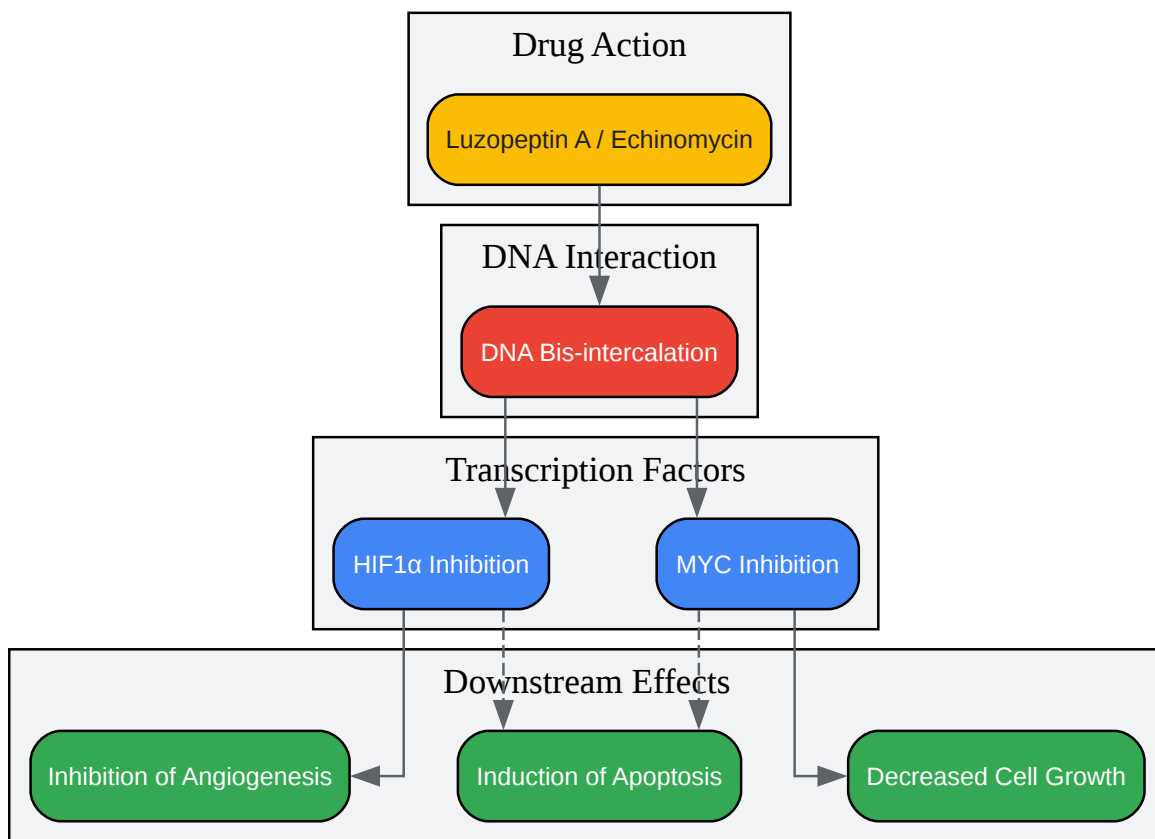 Drug Action
Luzopeptin A / Echinomycin
DNA Interaction
DNA Bis-intercalation
Transcription Factors
HIF1α Inhibition
MYC Inhibition
Downstream Effects
Inhibition of Angiogenesis
Induction of Apoptosis
Decreased Cell Growth